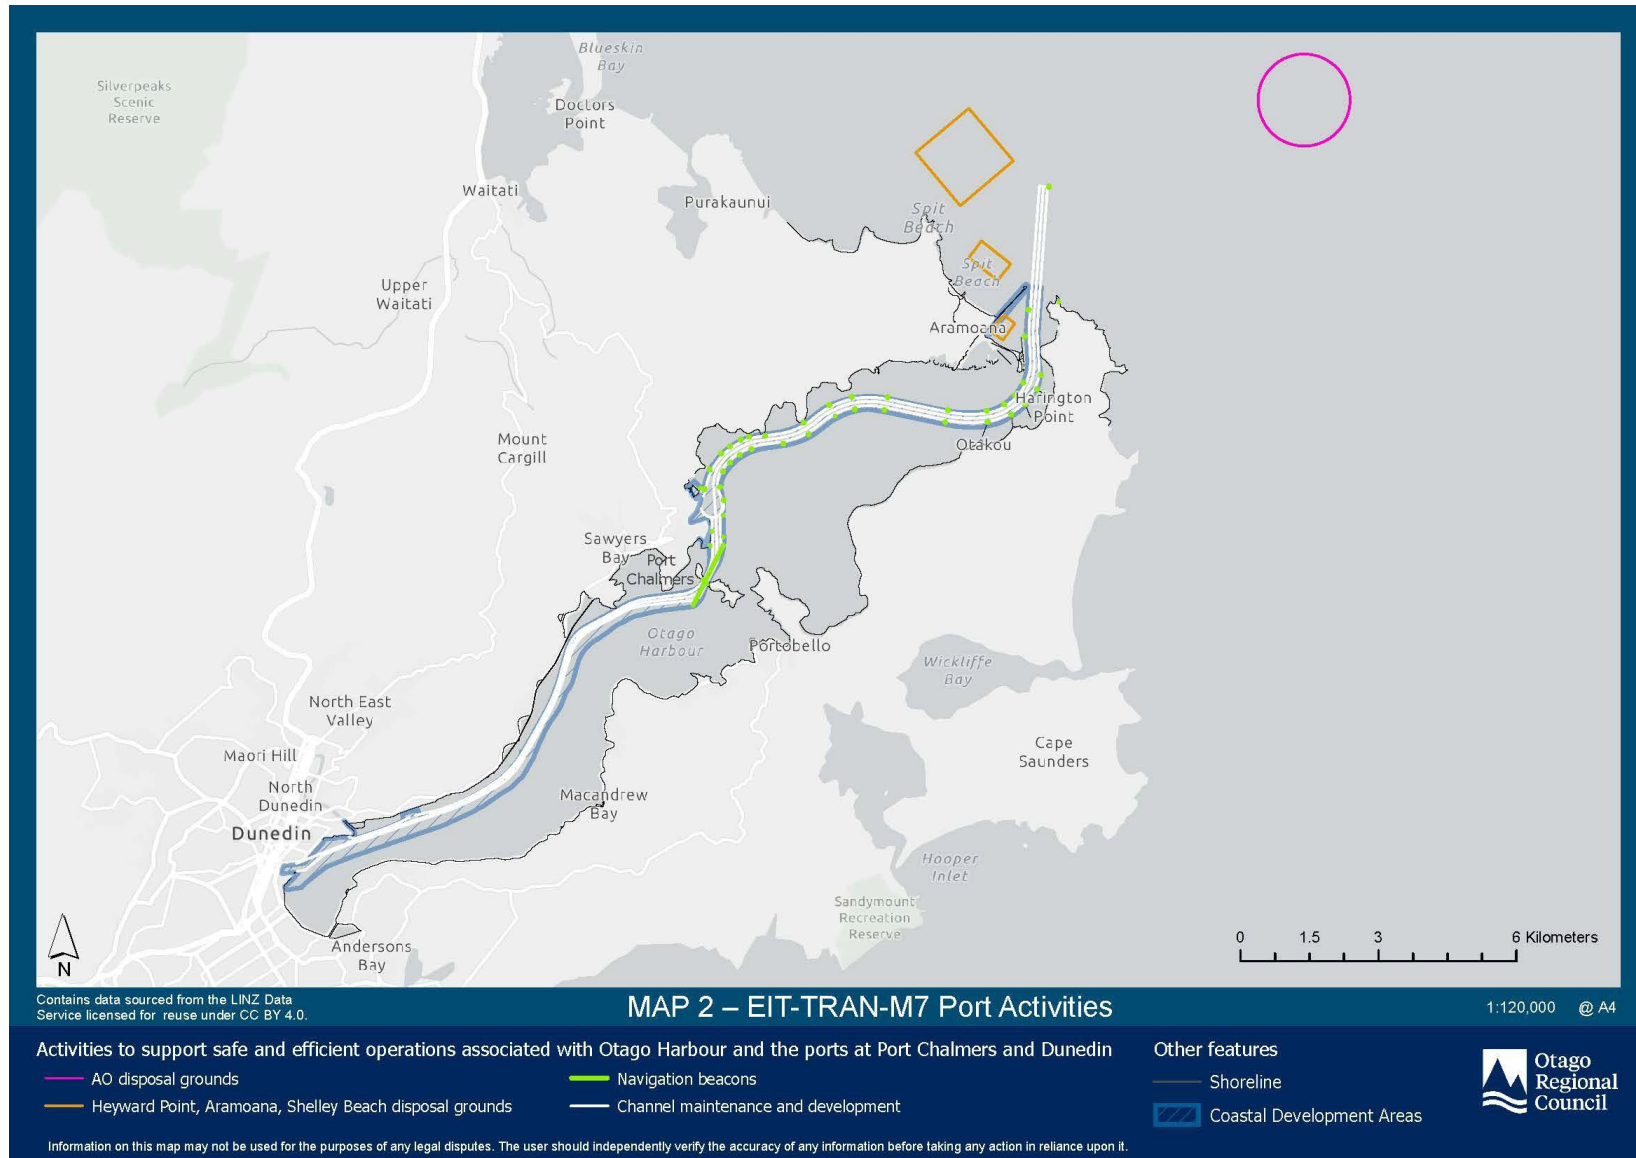 Blueskin
Bay
Silverpeaks
Scenic
Reserve
Doctors
Point
Waitati
Purakaunui
Spit
Beach
Spit
Beach
Upper
Waitati
Aramoana
Harington
Point
Mount
Cargill
Otakou
Sawyers
Bay
Port
Chalmers
Otago
Harbour
Portobello
Wickliffe
Bay
North East
Valley
Maori Hill
Cape
Saunders
North
Dunedin
Macandrew
Bay
Dunedin
Hooper
Inlet
Sandymount
Recreation
Reserve
Andersons
Bay
N
0 1.5 3 6 Kilometers
Contains data sourced from the LINZ Data
Service licensed for reuse under CC BY 4.0.
MAP 2 – EIT-TRAN-M7 Port Activities
1:120,000 @ A4
Activities to support safe and efficient operations associated with Otago Harbour and the ports at Port Chalmers and Dunedin
AO disposal grounds
Heyward Point, Aramoana, Shelley Beach disposal grounds
Navigation beacons
Channel maintenance and development
Other features
Shoreline
Coastal Development Areas
Otago
Regional
Council
Information on this map may not be used for the purposes of any legal disputes. The user should independently verify the accuracy of any information before taking any action in reliance upon it.